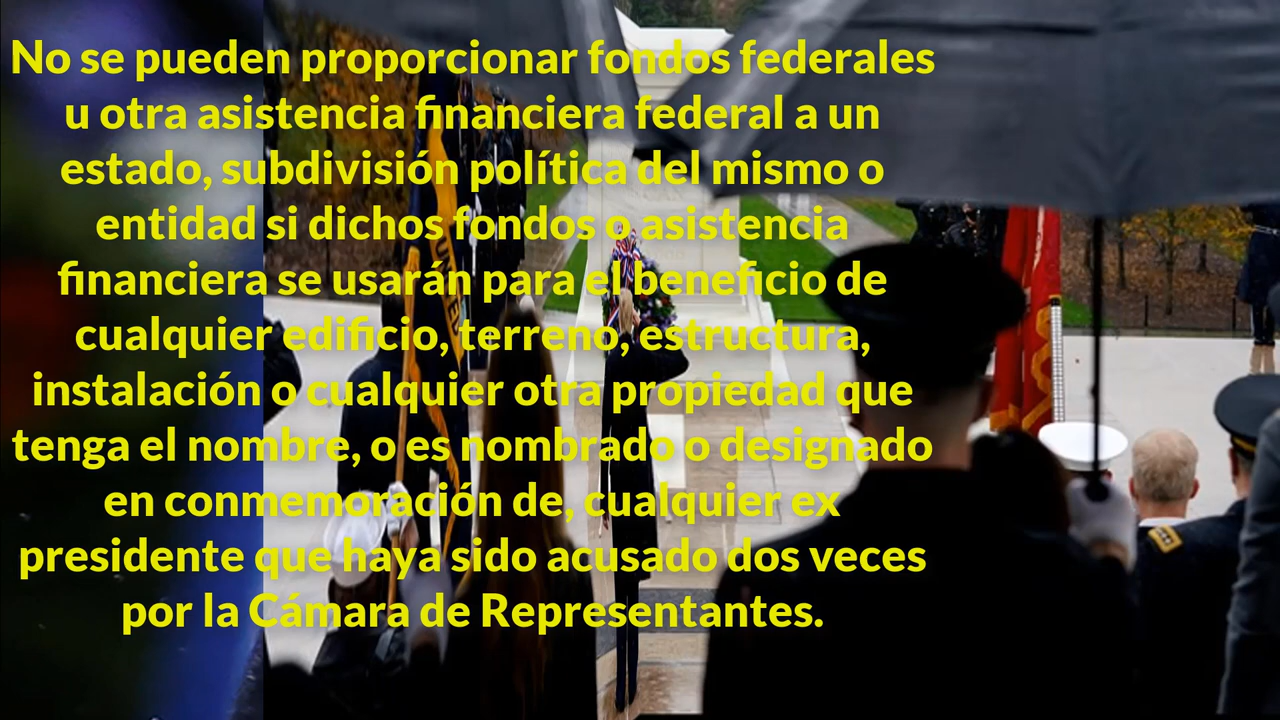 No se pueden proporcionar fondos federales
u otra asistencia financiera federal a un
estado, subdivisión política del mismo o
entidad si dichos fondos o asistencia
financiera se usarán para el beneficio de
cualquier edificio, terreno, estructura,
instalación o cualquier otra propiedad que
tenga el nombre, o es nombrado o designado
en conmemoración de, cualquier ex
presidente que haya sido acusado dos veces
por la Cámara de Representantes.